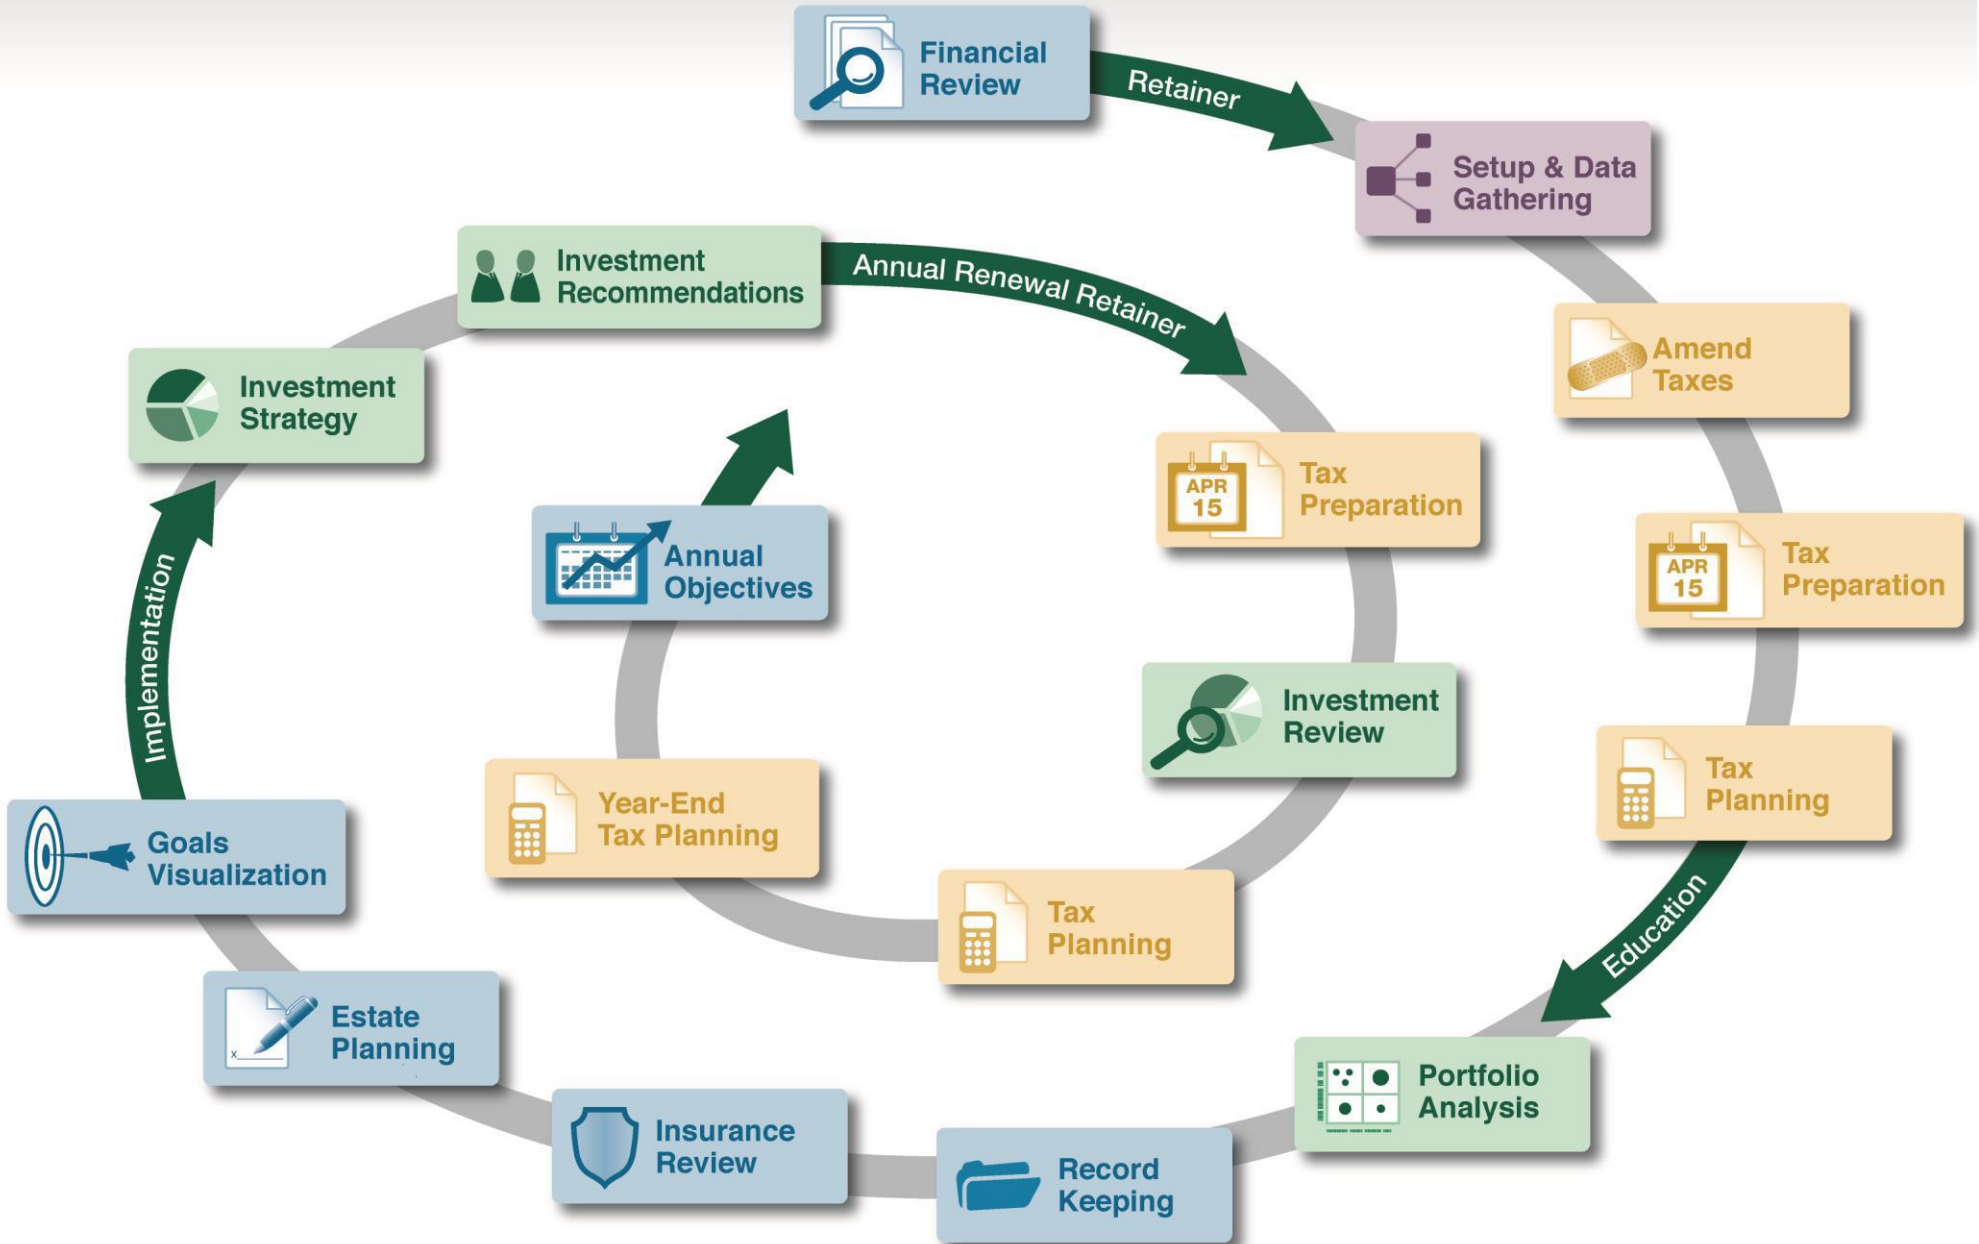 Financial
Review
Retainer
Setup & Data
Gathering
Amend
Taxes
APR
15
Tax
Preparation
Tax
Planning
Education
Portfolio
Analysis
Record
Keeping
Insurance
Review
x
Estate
Planning
Goals
Visualization
Implementation
Investment
Strategy
Investment
Recommendations
Annual Renewal Retainer
APR
15
Tax
Preparation
Investment
Review
Tax
Planning
Year-End
Tax Planning
Annual
Objectives